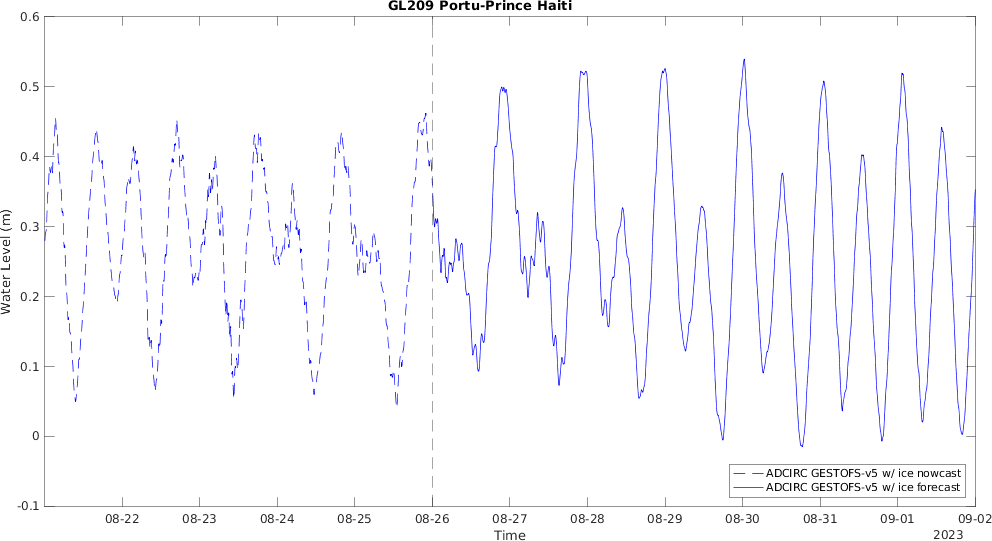 GL209 Portu-Prince Haiti
0.6
0.5
0.4
0.3
0.2
0.1
0
-0.1
Water Level (m)
ADCIRC GESTOFS-v5 w/ ice nowcast
ADCIRC GESTOFS-v5 w/ ice forecast
08-22 08-23 08-24 08-25 08-26 08-27 08-28 08-29 08-30 08-31 09-01 09-02
Time
2023